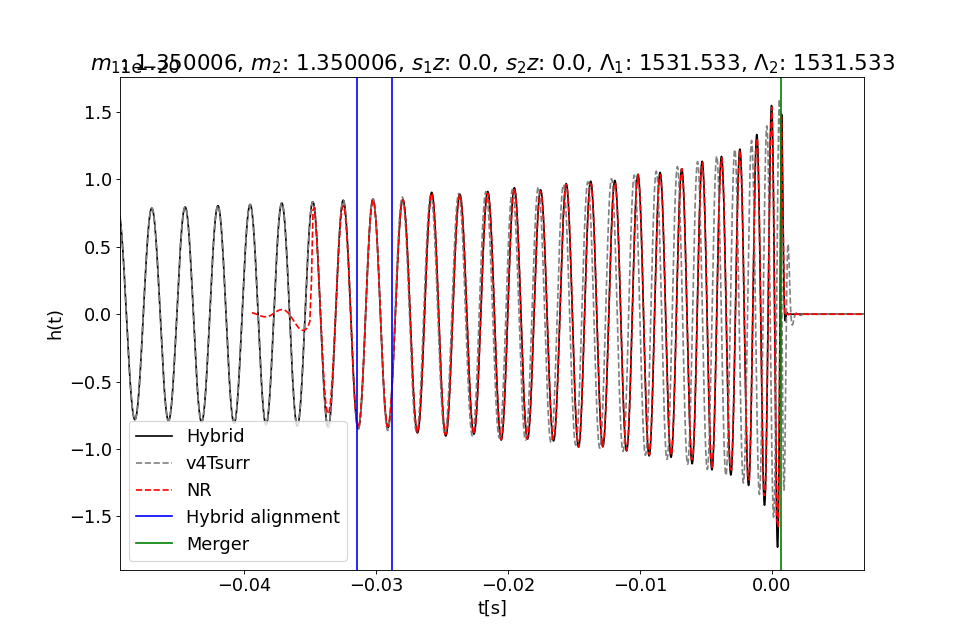 m₁: 1.350006, m₂: 1.350006, s₁z: 0.0, s₂z: 0.0, Λ₁: 1531.533, Λ₂: 1531.533
1e−20
1.5
1.0
0.5
0.0
−0.5
−1.0
−1.5
h(t)
Hybrid
v4Tsurr
NR
Hybrid alignment
Merger
−0.04
−0.03
−0.02
−0.01
0.00
t[s]